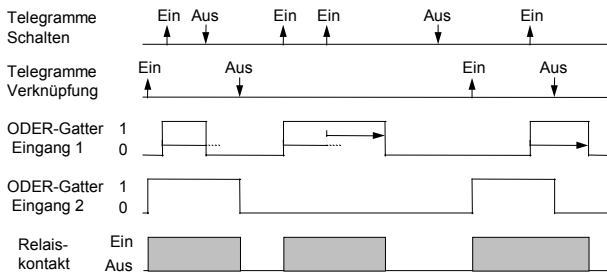 Telegramme Schalten
Ein Aus Ein Ein Aus Ein
Telegramme Verknüpfung
Ein Aus Ein Aus
ODER-Gatter 1
Eingang 1 0
ODER-Gatter 1
Eingang 2 0
Relais- Ein
kontakt Aus